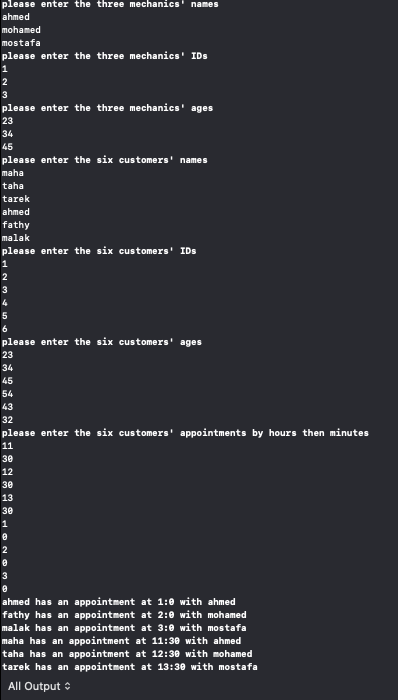 please enter the three mechanics' names
ahmed
mohamed
mostafa
please enter the three mechanics' IDs
1
2
3
please enter the three mechanics' ages
23
34
45
please enter the six customers' names
maha
taha
tarek
ahmed
fathy
malak
please enter the six customers' IDs
1
2
3
4
5
6
please enter the six customers' ages
23
34
45
54
43
32
please enter the six customers' appointments by hours then minutes
11
30
12
30
13
30
1
0
2
0
3
0
ahmed has an appointment at 1:0 with ahmed
fathy has an appointment at 2:0 with mohamed
malak has an appointment at 3:0 with mostafa
maha has an appointment at 11:30 with ahmed
taha has an appointment at 12:30 with mohamed
tarek has an appointment at 13:30 with mostafa
All Output